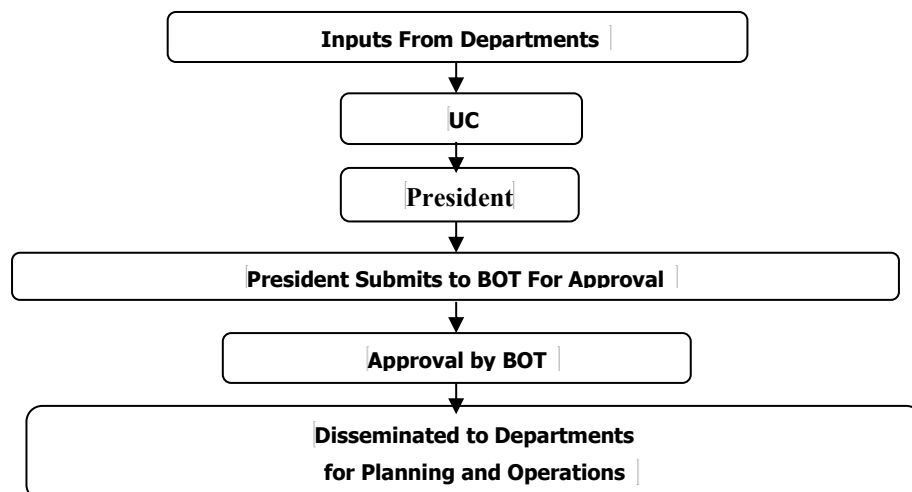 Inputs From Departments
UC
President
President Submits to BOT For Approval
Approval by BOT
Disseminated to Departments
for Planning and Operations